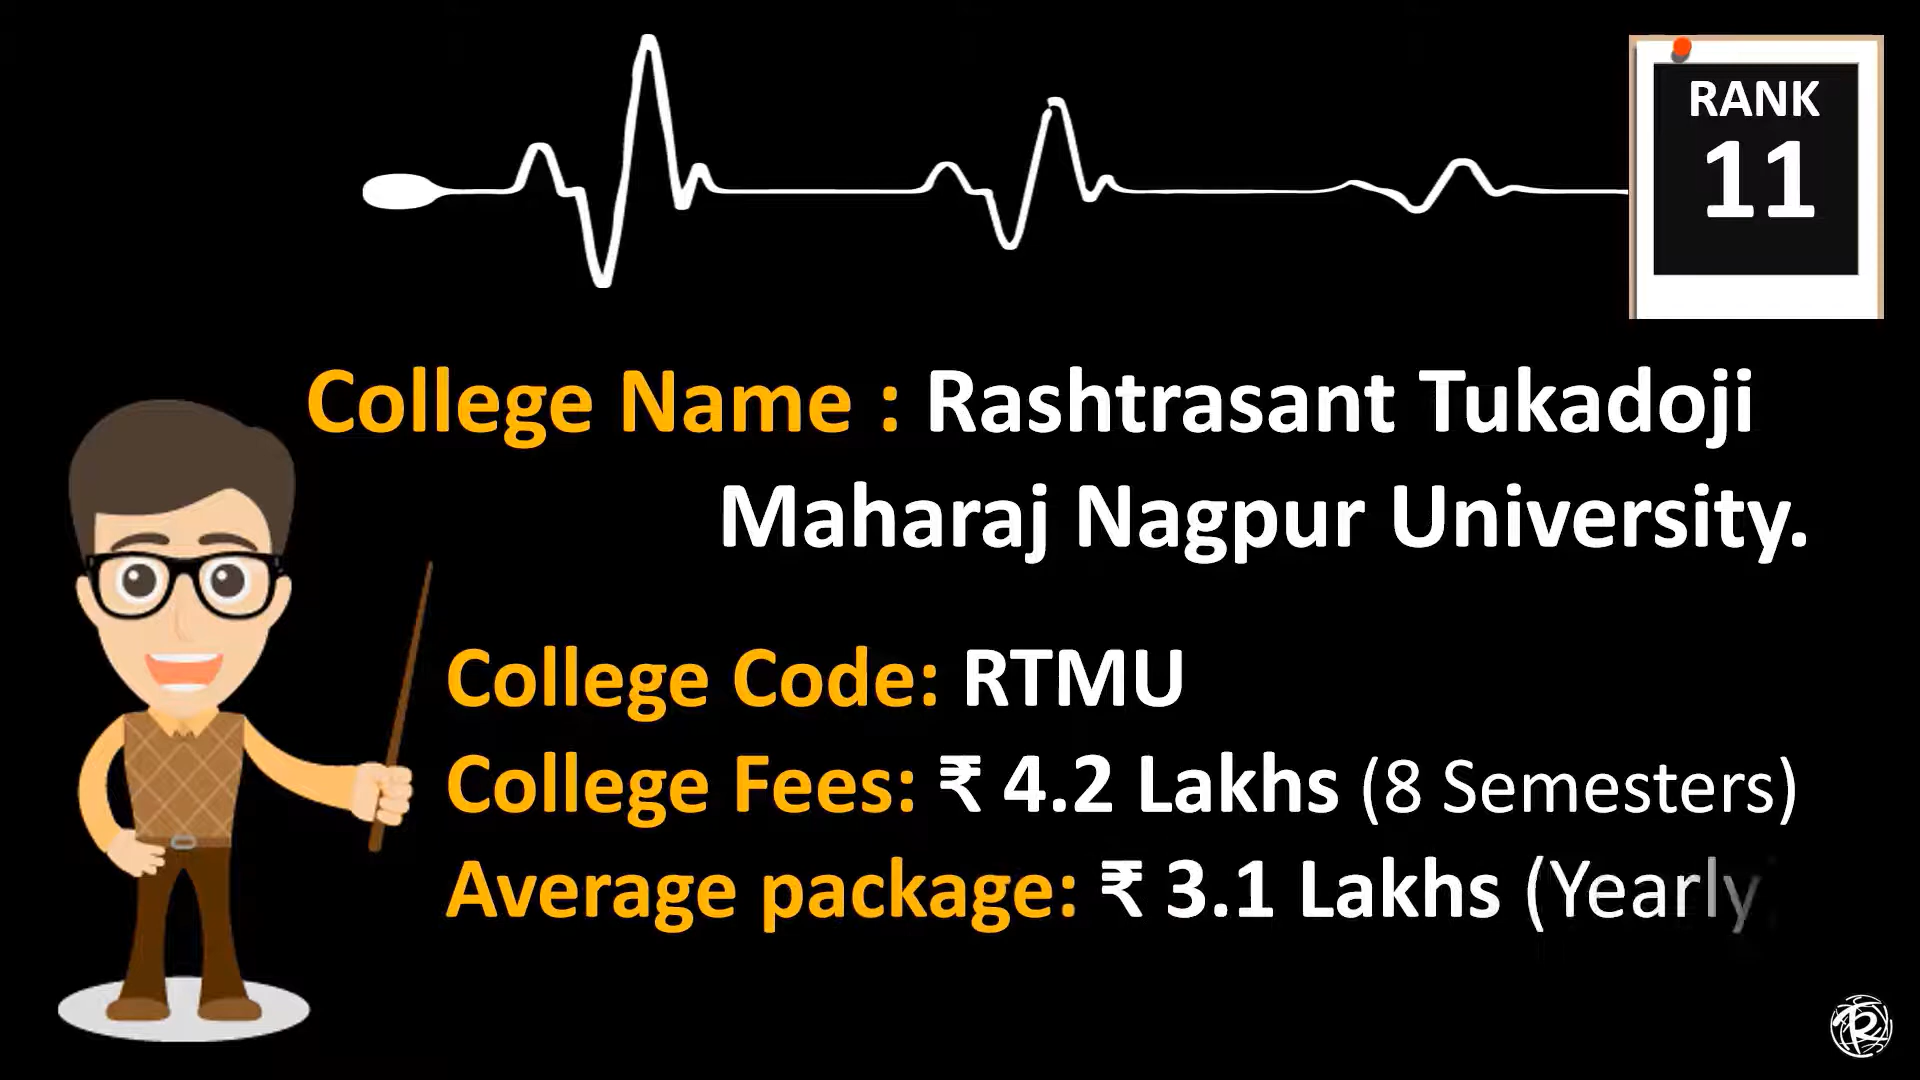 RANK
11
College Name : Rashtrasant Tukadoji
Maharaj Nagpur University.
College Code: RTMU
College Fees: ₹ 4.2 Lakhs (8 Semesters)
Average package: ₹ 3.1 Lakhs (Yearly